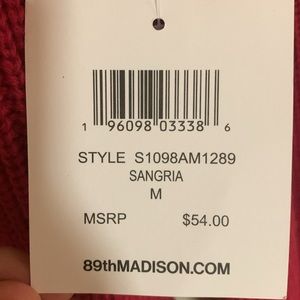 1 96098 03338 6
STYLE S1098AM1289
SANGRIA
M
MSRP $54.00
89thMADISON.COM